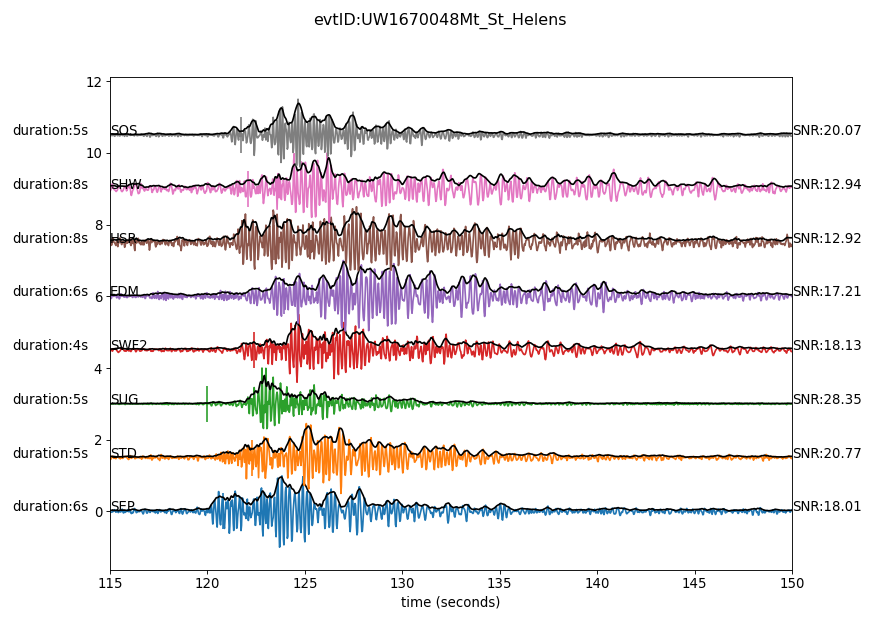 evtID:UW1670048Mt_St_Helens
12
duration:5s SOS SNR:20.07
10
duration:8s SHW SNR:12.94
8
duration:8s HSR SNR:12.92
duration:6s EDM SNR:17.21
6
duration:4s SWF2 SNR:18.13
4
duration:5s SUG SNR:28.35
2
duration:5s STD SNR:20.77
duration:6s SEP SNR:18.01
0
115 120 125 130 135 140 145 150
time (seconds)